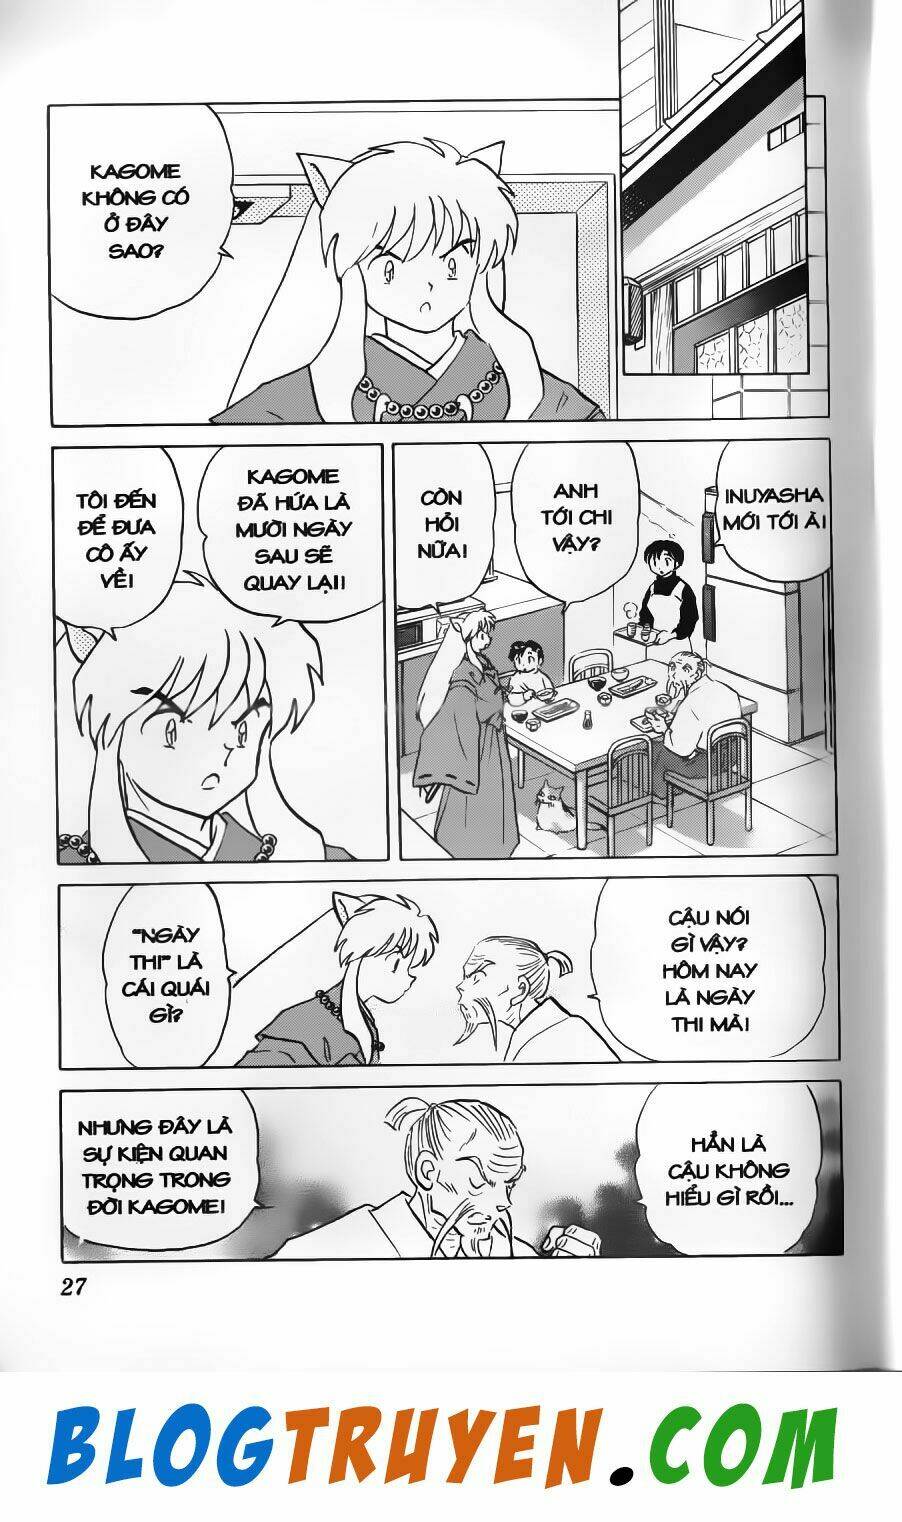 KAGOME
KHÔNG CÓ
Ở ĐÂY
SAO?
INUYASHA
MỚI TỚI À!
ANH
TỚI CHI
VẬY?
CÒN
HỎI
NỮA!
KAGOME
ĐÃ HỨA LÀ
MƯỜI NGÀY
SAU SẼ
QUAY LẠI!
TÔI ĐẾN
ĐỂ ĐƯA
CÔ ẤY
VỀ!
CẬU NÓI
GÌ VẬY?
HÔM NAY
LÀ NGÀY
THI MÀ!
"NGÀY
THI" LÀ
CÁI QUÁI
GÌ?
HẲN LÀ
CẬU KHÔNG
HIỂU GÌ RỒI...
NHƯNG ĐÂY LÀ
SỰ KIỆN QUAN
TRỌNG TRONG
ĐỜI KAGOME!
27
BLOGTRUYEN.COM